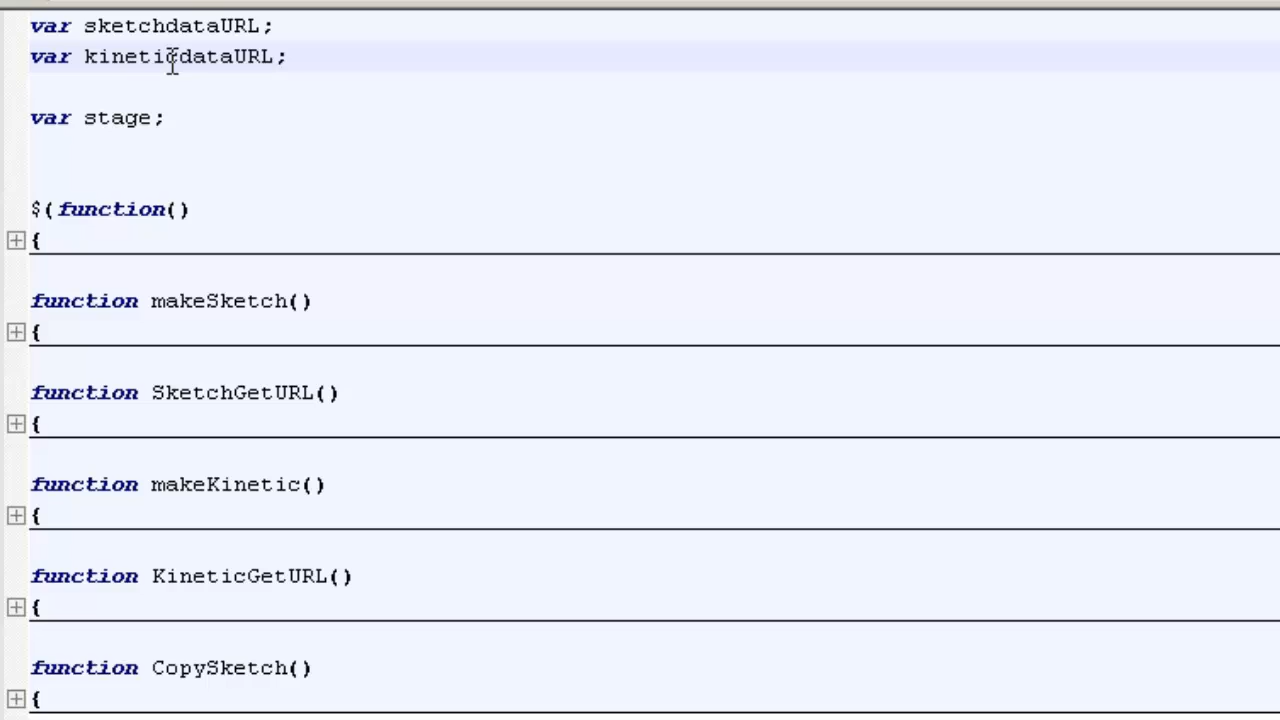 var sketchdataURL;
var kineticdataURL;
var stage;
$(function()
{
function makeSketch()
{
function SketchGetURL()
{
function makeKinetic()
{
function KineticGetURL()
{
function CopySketch()
{